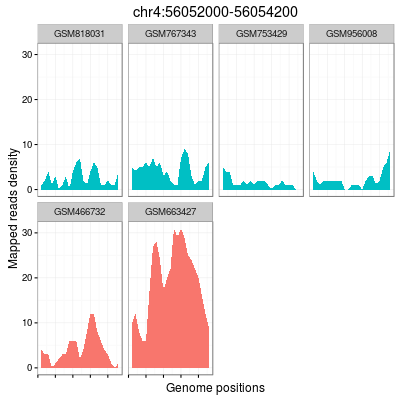 chr4:56052000-56054200
GSM818031 GSM767343 GSM753429 GSM956008
30
20
10
0
Mapped reads density
GSM466732 GSM663427
30
20
10
0
Genome positions